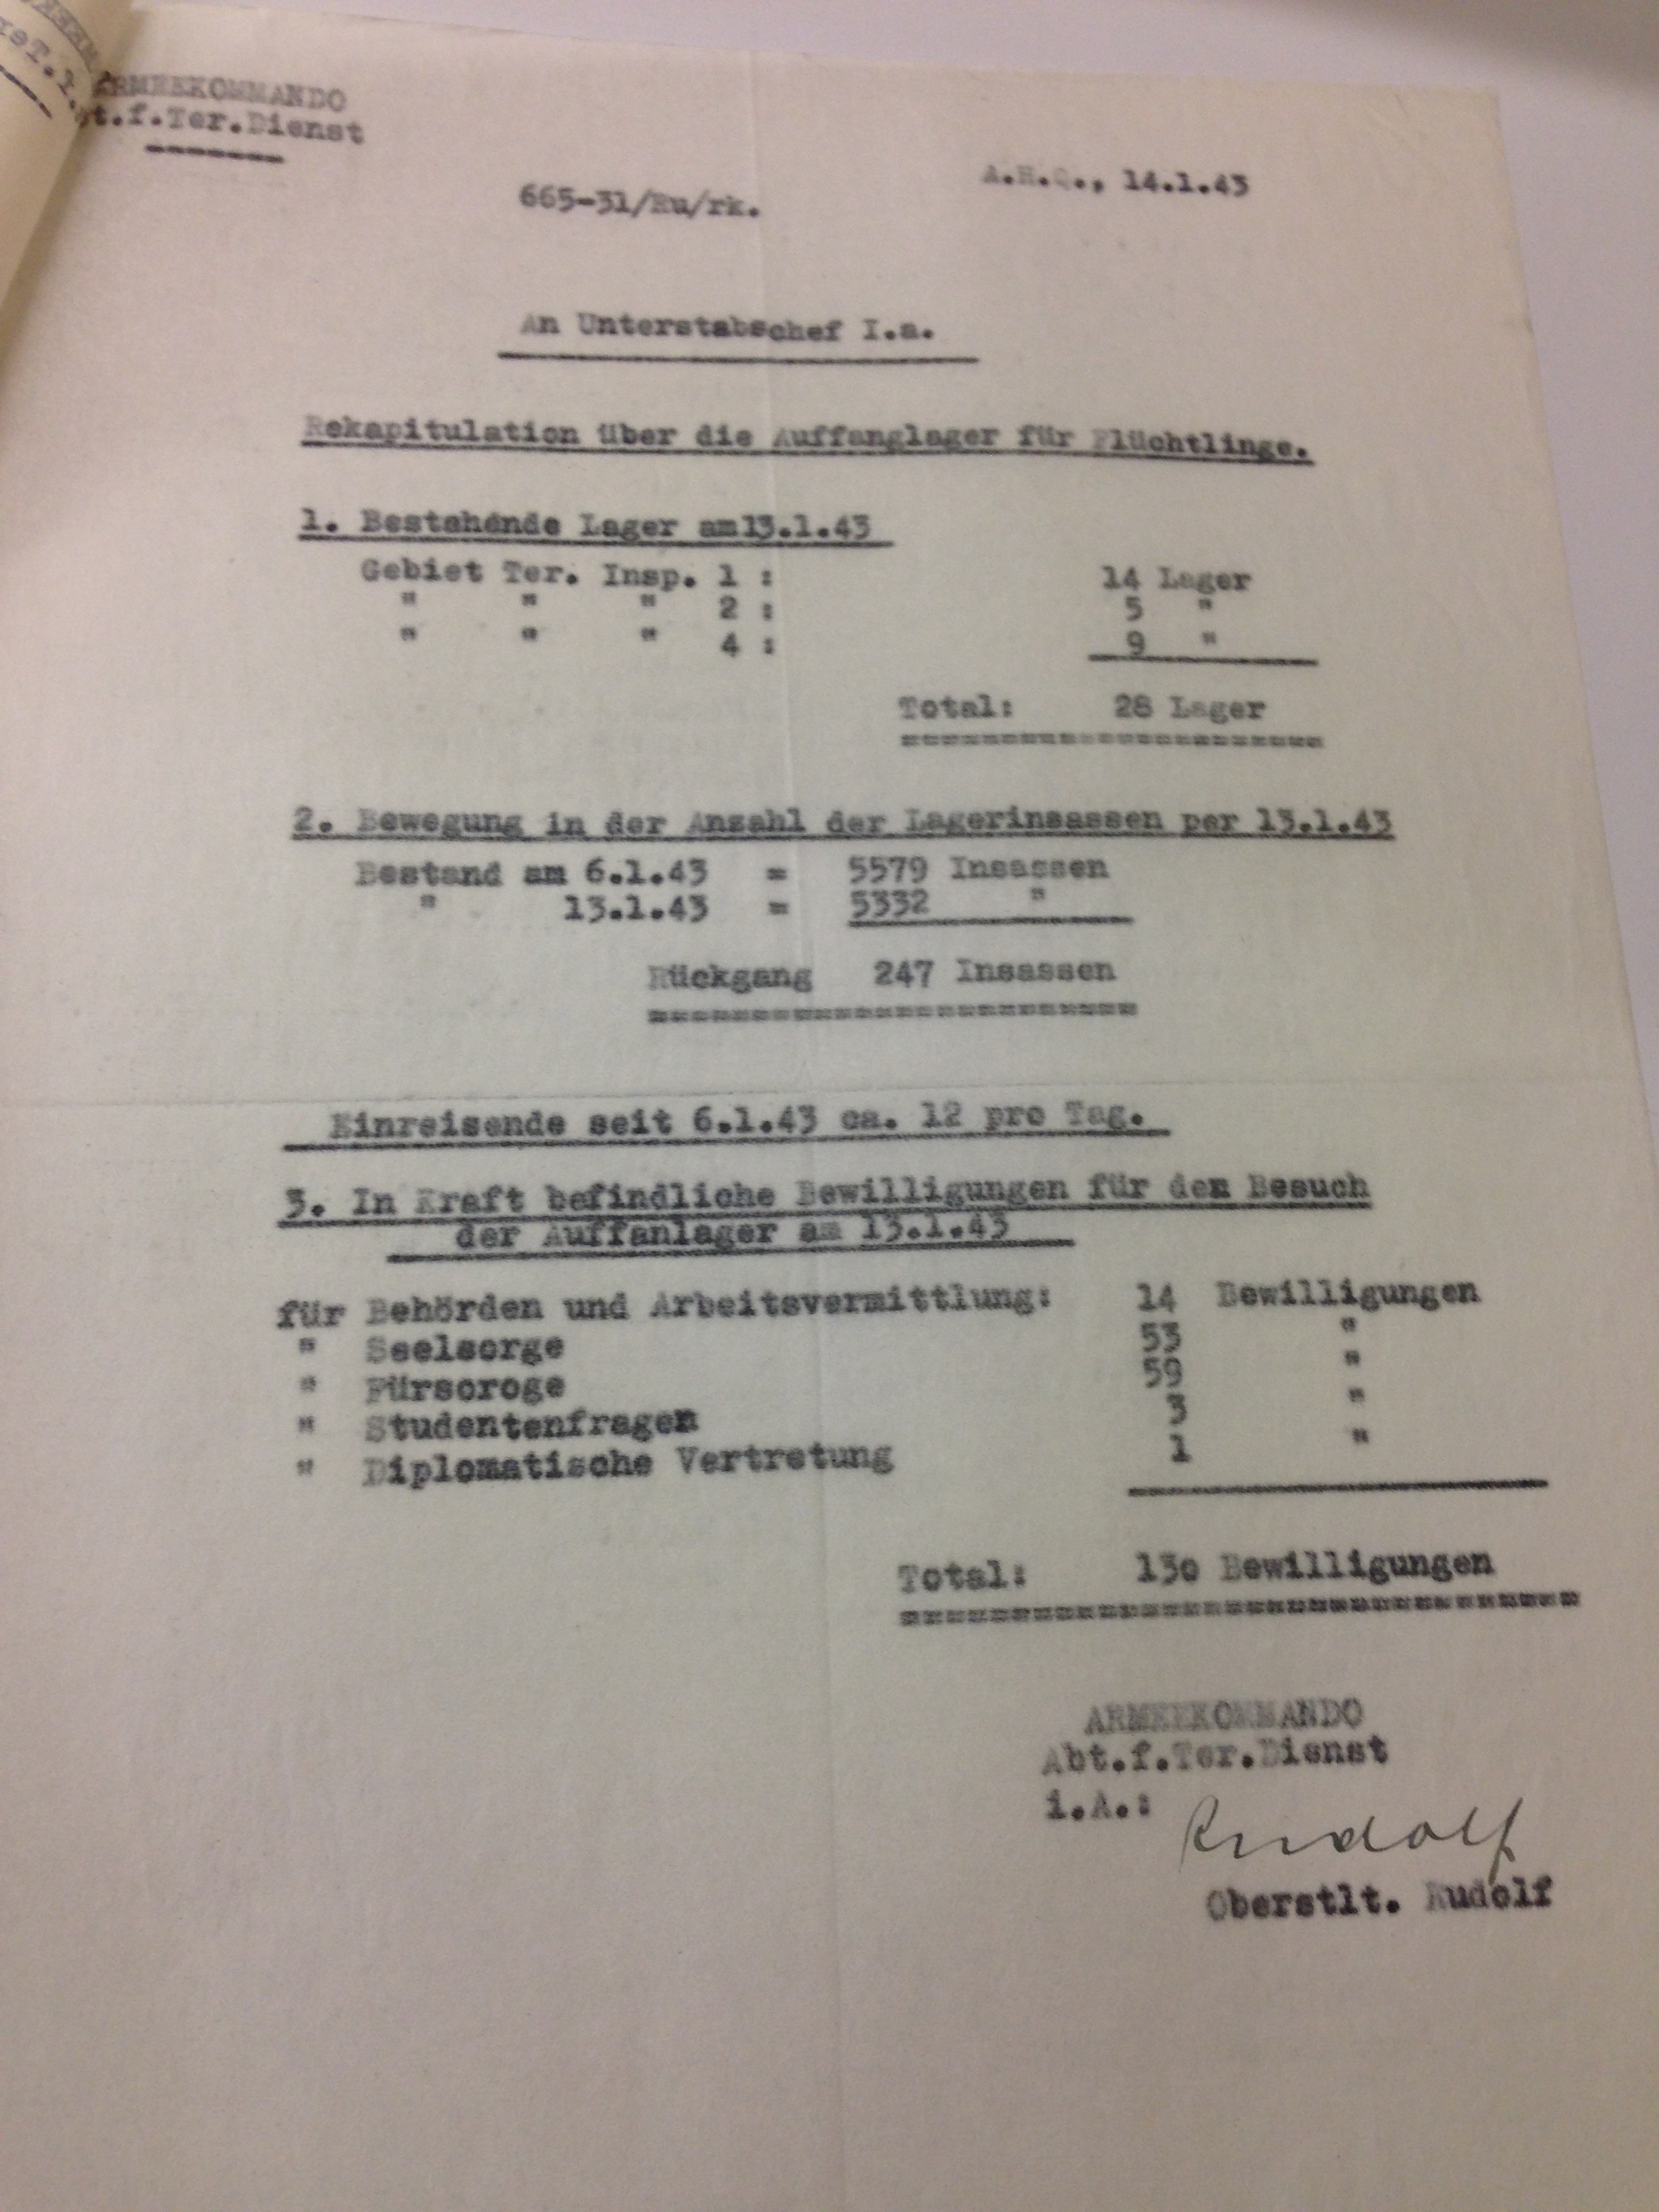 ARMEEKOMMANDO
Abt.f.Ter.Dienst
A.H.Q., 14.1.43
665-31/Ru/rk.
An Unterstabschef I.a.
Rekapitulation über die Auffanglager für Flüchtlinge.
1. Bestehende Lager am13.1.43
Gebiet Ter. Insp. 1 : 14 Lager
" " " 2 : 5 "
" " " 4 : 9 "
Total: 28 Lager
2. Bewegung in der Anzahl der Lagerinsassen per 13.1.43
Bestand am 6.1.43 = 5579 Insassen
" 13.1.43 = 5332 "
Rückgang 247 Insassen
Einreisende seit 6.1.43 ca. 12 pro Tag.
3. In Kraft befindliche Bewilligungen für den Besuch
der Auffanlager am 13.1.43
für Behörden und Arbeitsvermittlung: 14 Bewilligungen
" Seelsorge 53 "
" Fürsoroge 59 "
" Studentenfragen 3 "
" Diplomatische Vertretung 1 "
Total: 13o Bewilligungen
ARMEEKOMMANDO
Abt.f.Ter.Dienst
i.A.:
Rudolf
Oberstlt. Rudolf